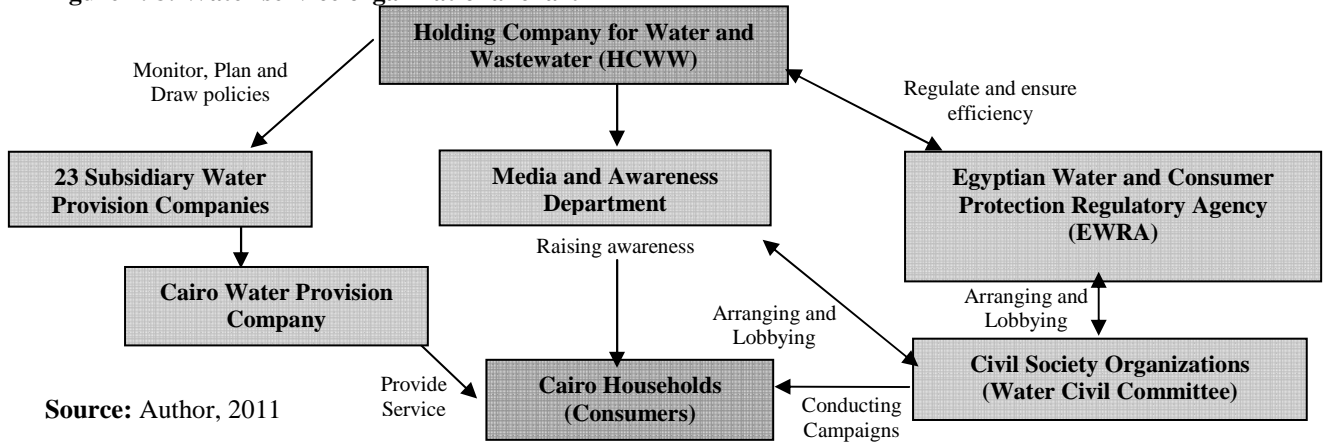 Holding Company for Water and
Wastewater (HCWW)
Monitor, Plan and
Draw policies
Regulate and ensure
efficiency
23 Subsidiary Water
Provision Companies
Media and Awareness
Department
Egyptian Water and Consumer
Protection Regulatory Agency
(EWRA)
Raising awareness
Cairo Water Provision
Company
Arranging and
Lobbying
Arranging and
Lobbying
Provide
Service
Cairo Households
(Consumers)
Conducting
Campaigns
Civil Society Organizations
(Water Civil Committee)
Source: Author, 2011